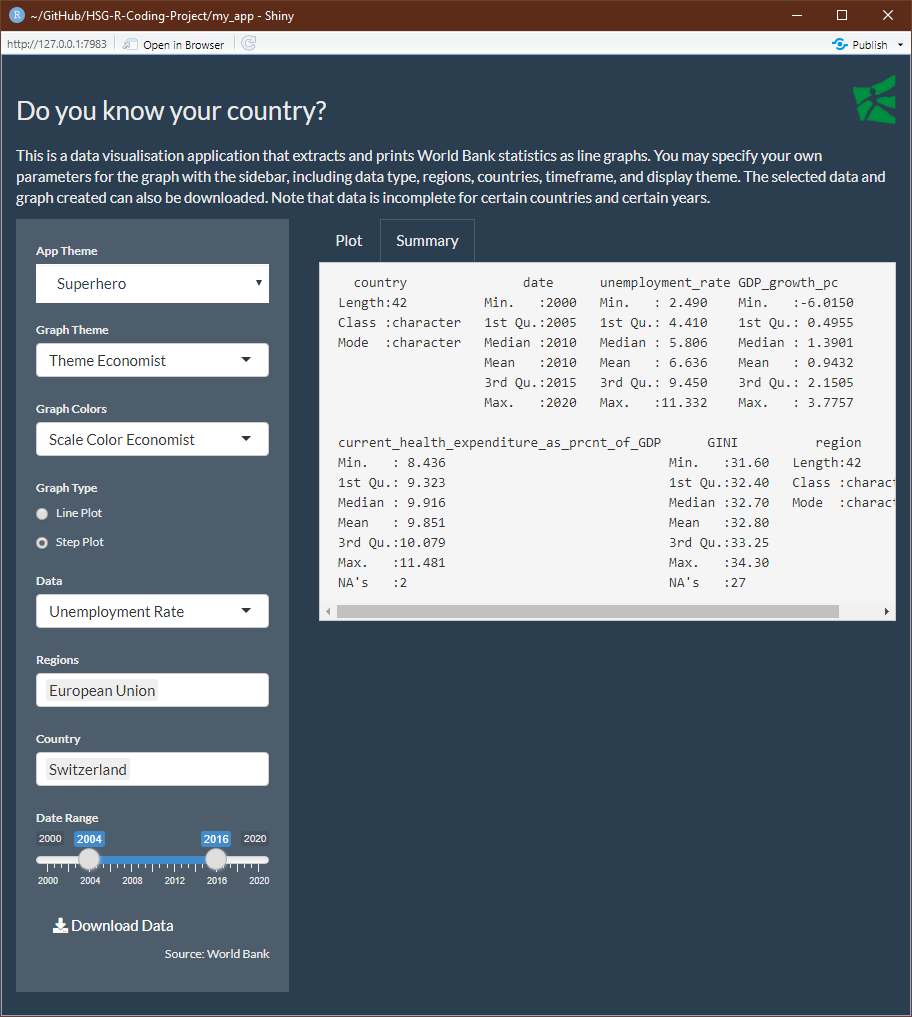 R ~/GitHub/HSG-R-Coding-Project/my_app - Shiny
http://127.0.0.1:7983 Open in Browser Publish
Do you know your country?
This is a data visualisation application that extracts and prints World Bank statistics as line graphs. You may specify your own
parameters for the graph with the sidebar, including data type, regions, countries, timeframe, and display theme. The selected data and
graph created can also be downloaded. Note that data is incomplete for certain countries and certain years.
App Theme
Superhero
Graph Theme
Theme Economist
Graph Colors
Scale Color Economist
Graph Type
Line Plot
Step Plot
Data
Unemployment Rate
Regions
European Union
Country
Switzerland
Date Range
2000 2004 2016 2020
2000 2004 2008 2012 2016 2020
Download Data
Source: World Bank
Plot Summary
country date unemployment_rate GDP_growth_pc
Length:42 Min. :2000 Min. : 2.490 Min. :-6.0150
Class :character 1st Qu.:2005 1st Qu.: 4.410 1st Qu.: 0.4955
Mode :character Median :2010 Median : 5.806 Median : 1.3901
Mean :2010 Mean : 6.636 Mean : 0.9432
3rd Qu.:2015 3rd Qu.: 9.450 3rd Qu.: 2.1505
Max. :2020 Max. :11.332 Max. : 3.7757
current_health_expenditure_as_prcnt_of_GDP GINI region
Min. : 8.436 Min. :31.60 Length:42
1st Qu.: 9.323 1st Qu.:32.40 Class :charact
Median : 9.916 Median :32.70 Mode :charact
Mean : 9.851 Mean :32.80
3rd Qu.:10.079 3rd Qu.:33.25
Max. :11.481 Max. :34.30
NA's :2 NA's :27